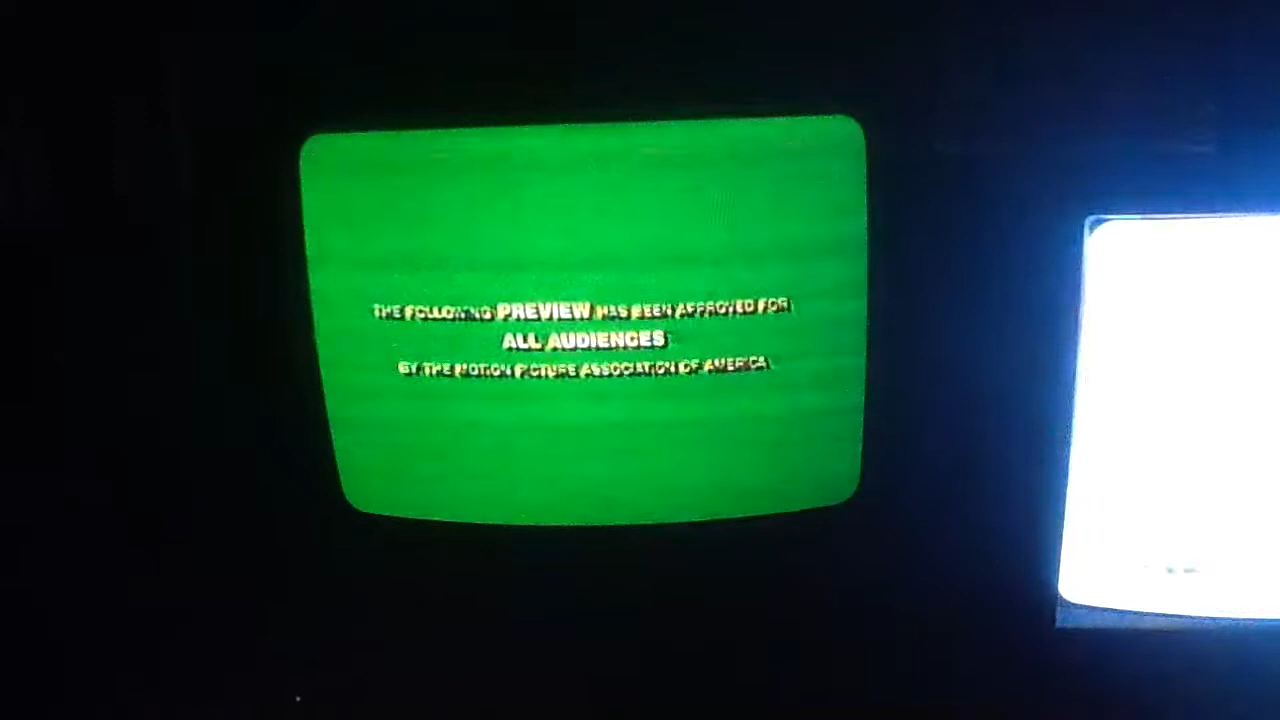 THE FOLLOWING PREVIEW HAS BEEN APPROVED FOR
ALL AUDIENCES
BY THE MOTION PICTURE ASSOCIATION OF AMERICA